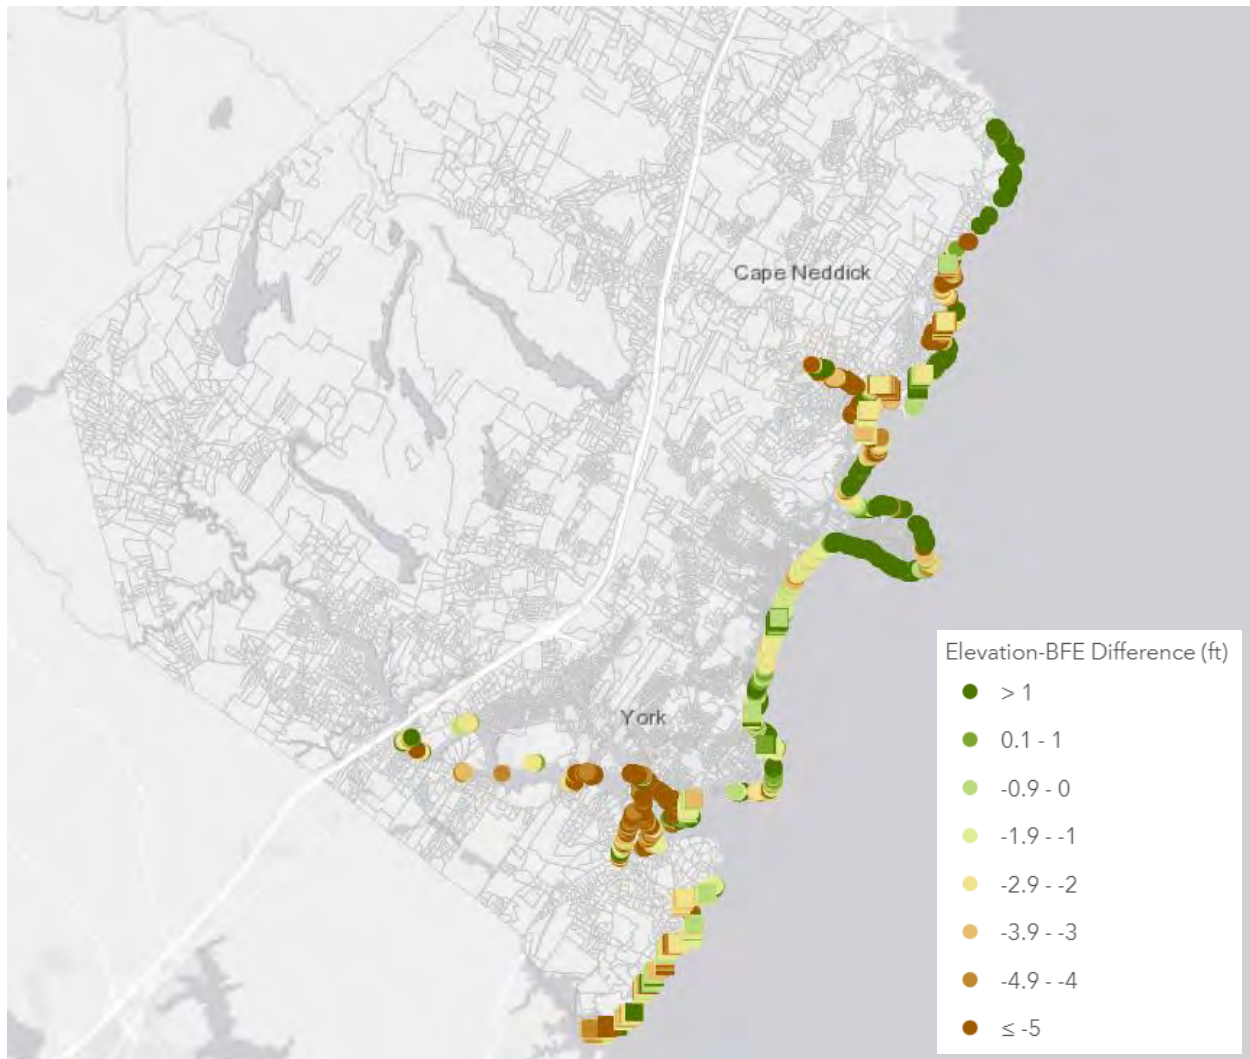 Cape Neddick
York
Elevation-BFE Difference (ft)
> 1
0.1 - 1
-0.9 - 0
-1.9 - -1
-2.9 - -2
-3.9 - -3
-4.9 - -4
≤ -5